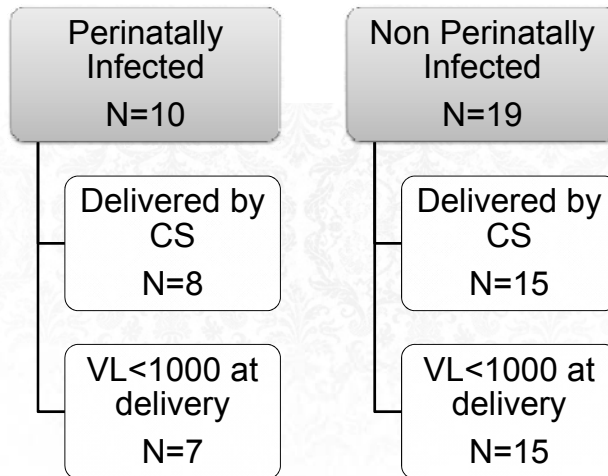 Perinatally
Infected
N=10
Delivered by
CS
N=8
VL<1000 at
delivery
N=7
Non Perinatally
Infected
N=19
Delivered by
CS
N=15
VL<1000 at
delivery
N=15